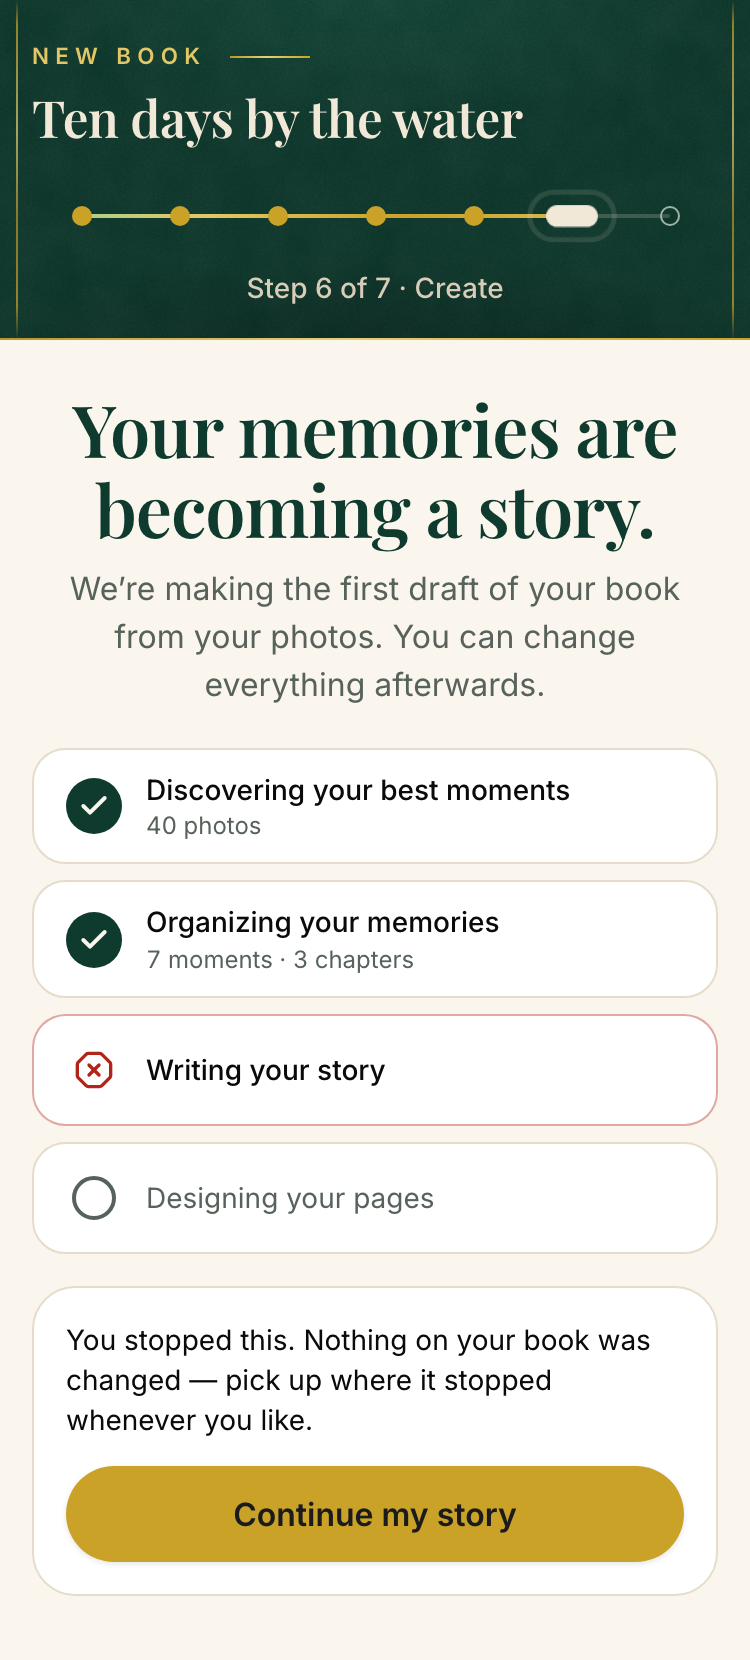 NEW BOOK
Ten days by the water
Step 6 of 7 · Create
Your memories are
becoming a story.
We’re making the first draft of your book
from your photos. You can change
everything afterwards.
Discovering your best moments
40 photos
Organizing your memories
7 moments · 3 chapters
Writing your story
Designing your pages
You stopped this. Nothing on your book was
changed — pick up where it stopped
whenever you like.
Continue my story